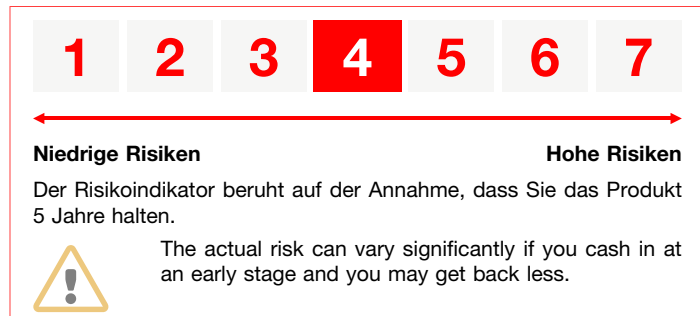 1 2 3 4 5 6 7
Niedrige Risiken Hohe Risiken
Der Risikoindikator beruht auf der Annahme, dass Sie das Produkt
5 Jahre halten.
The actual risk can vary significantly if you cash in at
an early stage and you may get back less.